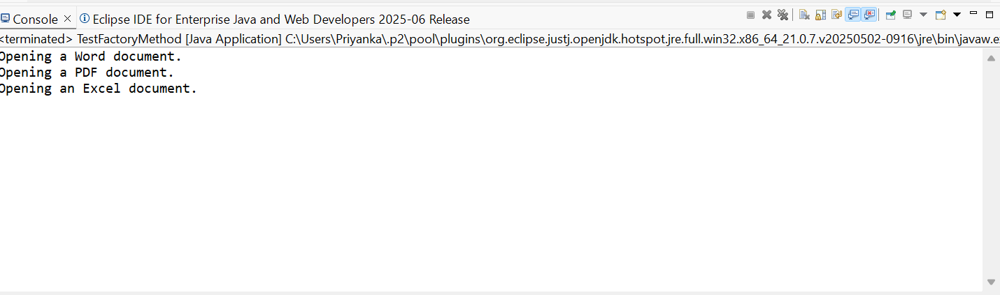 Console Eclipse IDE for Enterprise Java and Web Developers 2025-06 Release
<terminated> TestFactoryMethod [Java Application] C:\Users\Priyanka\.p2\pool\plugins\org.eclipse.justj.openjdk.hotspot.jre.full.win32.x86_64_21.0.7.v20250502-0916\jre\bin\javaw.e
Opening a Word document.
Opening a PDF document.
Opening an Excel document.